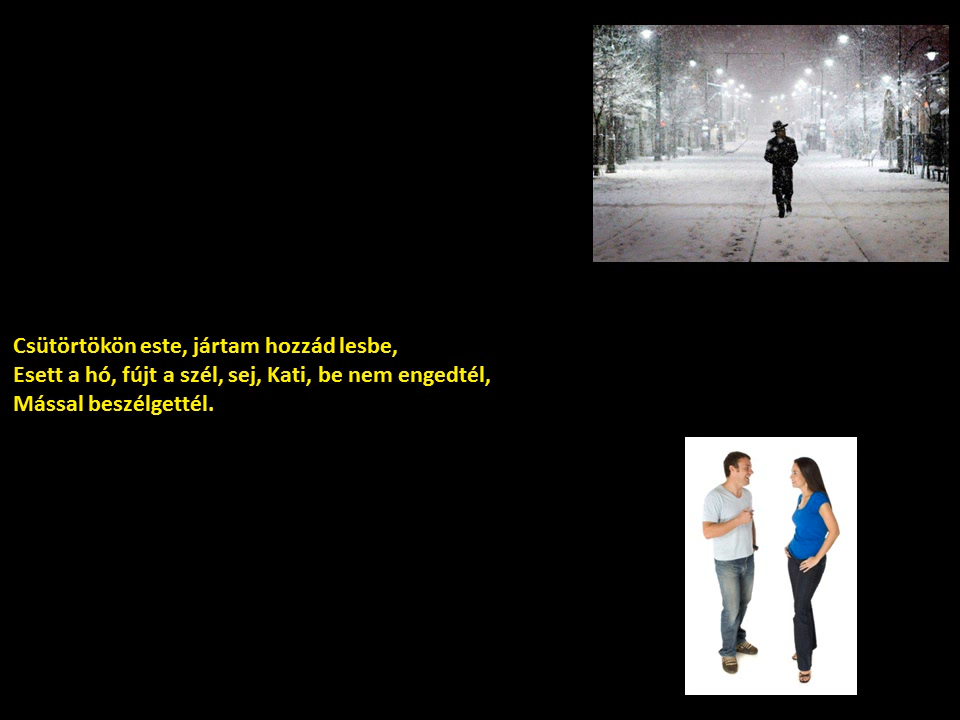 Csütörtökön este, jártam hozzád lesbe,
Esett a hó, fújt a szél, sej, Kati, be nem engedtél,
Mással beszélgettél.